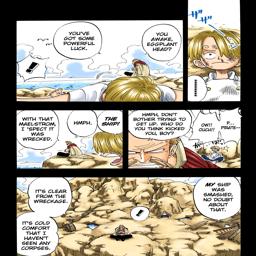 YOU
AWAKE,
EGGPLANT
HEAD?
YOU'VE
GOT SOME
POWERFUL
LUCK.
OW!
OUCH!!
P...
PIRATE--
HMPH. DON'T
BOTHER TRYING TO
GET UP. WHO DO
YOU THINK KICKED
YOU, BOY?
THE
SHIP!
HMPH.
WITH THAT
MAELSTROM,
I 'SPECT IT
WAS
WRECKED.
MY SHIP
WAS
SMASHED,
NO DOUBT
ABOUT
THAT.
IT'S CLEAR
FROM THE
WRECKAGE.
IT'S COLD
COMFORT
THAT I
HAVEN'T
SEEN ANY
CORPSES.